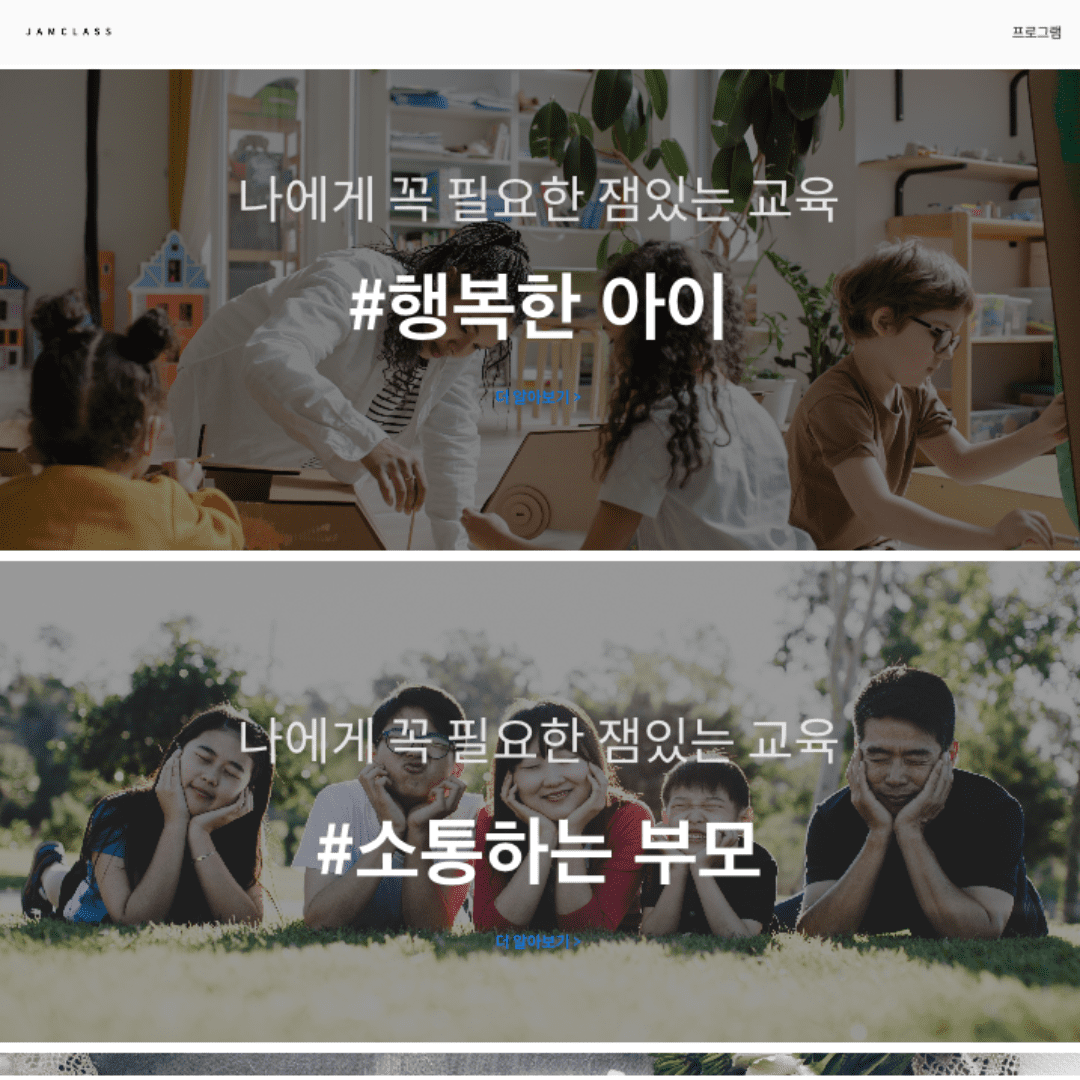 JAMCLASS
프로그램
나에게 꼭 필요한 잼있는 교육
#행복한 아이
더 알아보기 >
나에게 꼭 필요한 잼있는 교육
#소통하는 부모
더 알아보기 >